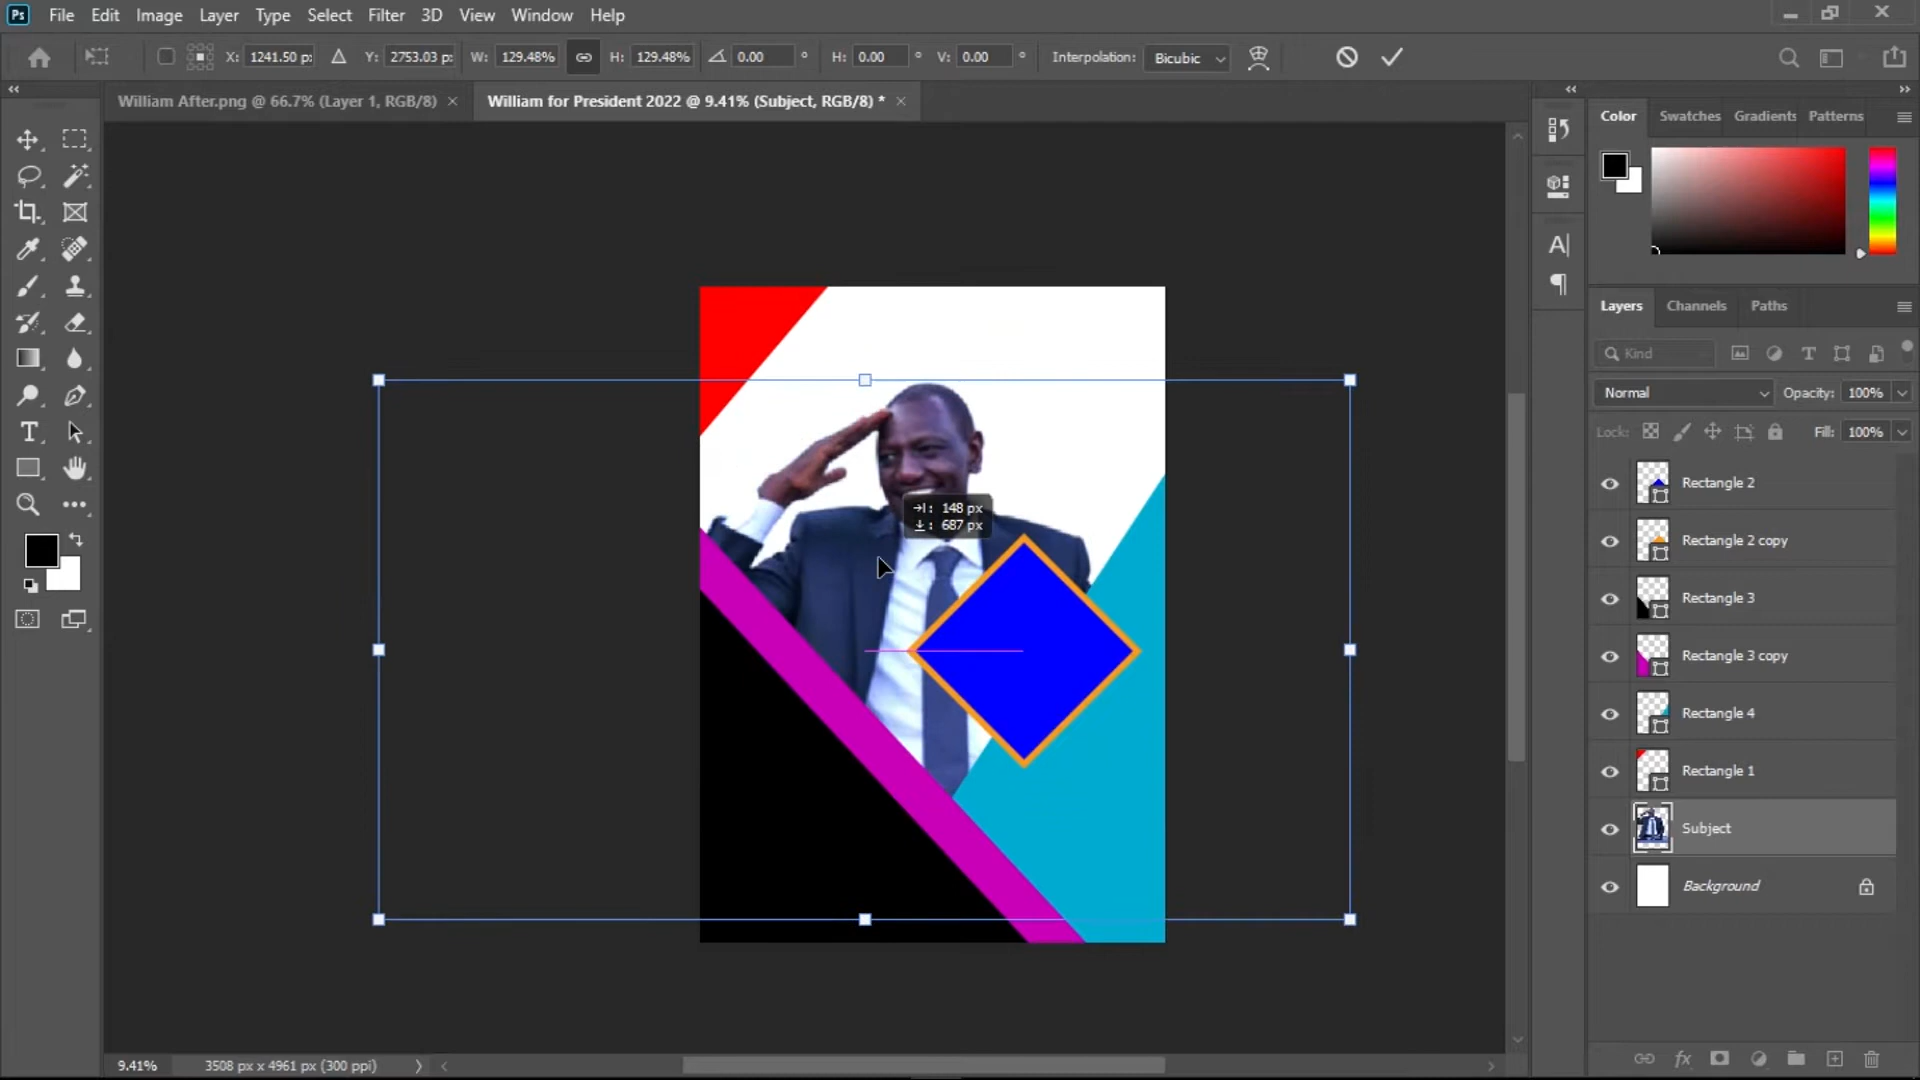 Ps File Edit Image Layer Type Select Filter 3D View Window Help
X: 1241.50 p: Y: 2753.03 p: W: 129.48% H: 129.48% 0.00 ° H: 0.00 ° V: 0.00 ° Interpolation: Bicubic
William After.png @ 66.7% (Layer 1, RGB/8) × William for President 2022 @ 9.41% (Subject, RGB/8) * ×
Color Swatches Gradients Patterns
Layers Channels Paths
Kind
Normal Opacity: 100%
Lock: Fill: 100%
Rectangle 2
Rectangle 2 copy
Rectangle 3
Rectangle 3 copy
Rectangle 4
Rectangle 1
Subject
Background
148 px
687 px
9.41% 3508 px x 4961 px (300 ppi)